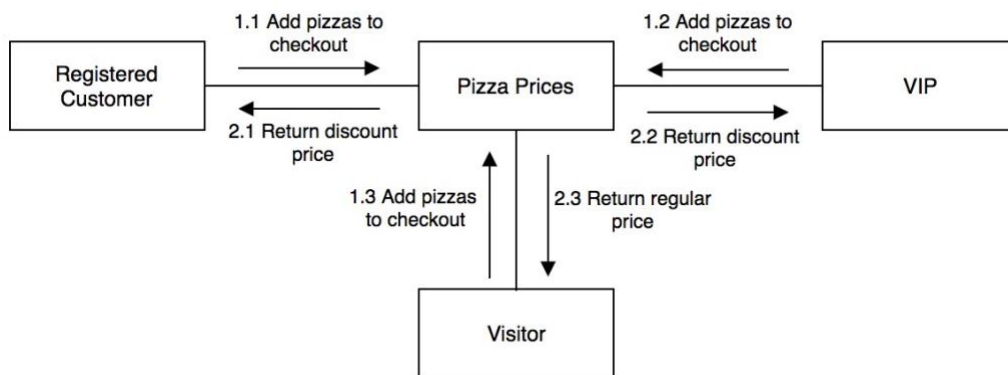 1.1 Add pizzas to
checkout
1.2 Add pizzas to
checkout
Registered
Customer
Pizza Prices
VIP
2.1 Return discount
price
2.2 Return discount
price
1.3 Add pizzas
to checkout
2.3 Return regular
price
Visitor